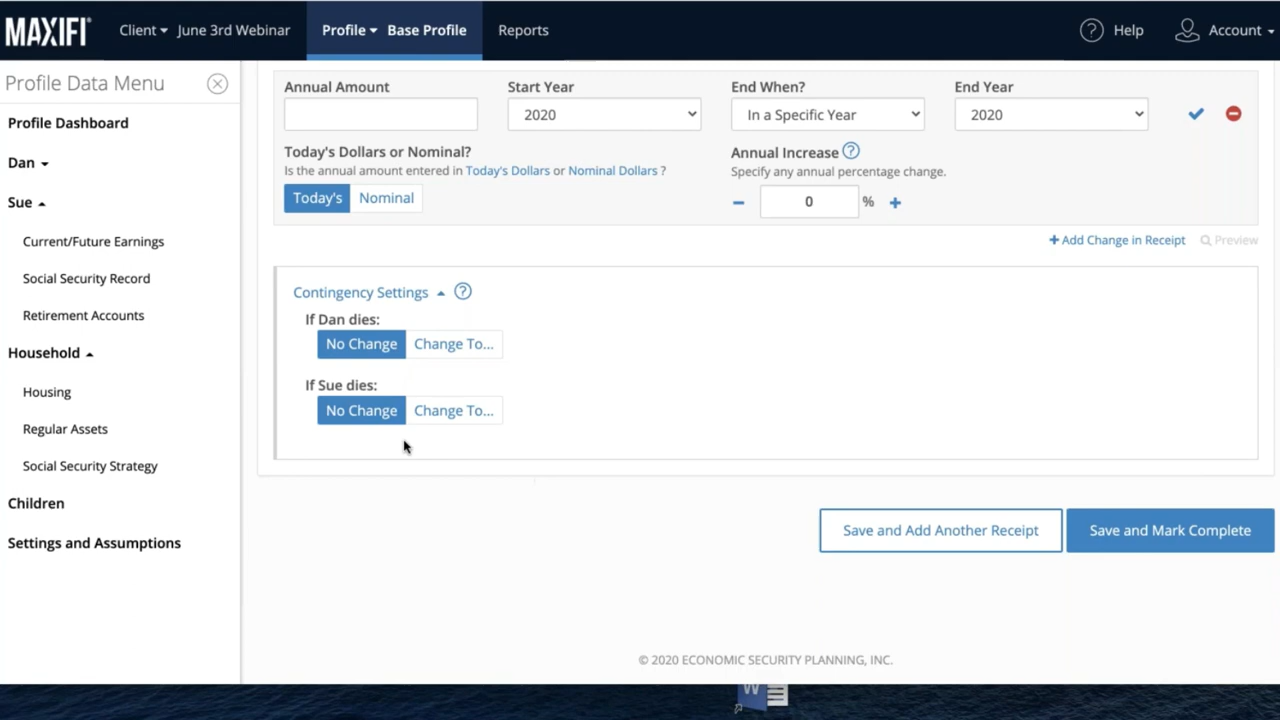 MAXIFI® Client June 3rd Webinar Profile Base Profile Reports Help Account
Profile Data Menu
Profile Dashboard
Dan
Sue
Current/Future Earnings
Social Security Record
Retirement Accounts
Household
Housing
Regular Assets
Social Security Strategy
Children
Settings and Assumptions
Annual Amount Start Year End When? End Year
2020 In a Specific Year 2020
Today's Dollars or Nominal? Annual Increase ?
Is the annual amount entered in Today's Dollars or Nominal Dollars ? Specify any annual percentage change.
Today's Nominal − 0 % +
+ Add Change in Receipt Preview
Contingency Settings ?
If Dan dies:
No Change Change To...
If Sue dies:
No Change Change To...
Save and Add Another Receipt Save and Mark Complete
© 2020 ECONOMIC SECURITY PLANNING, INC.
W